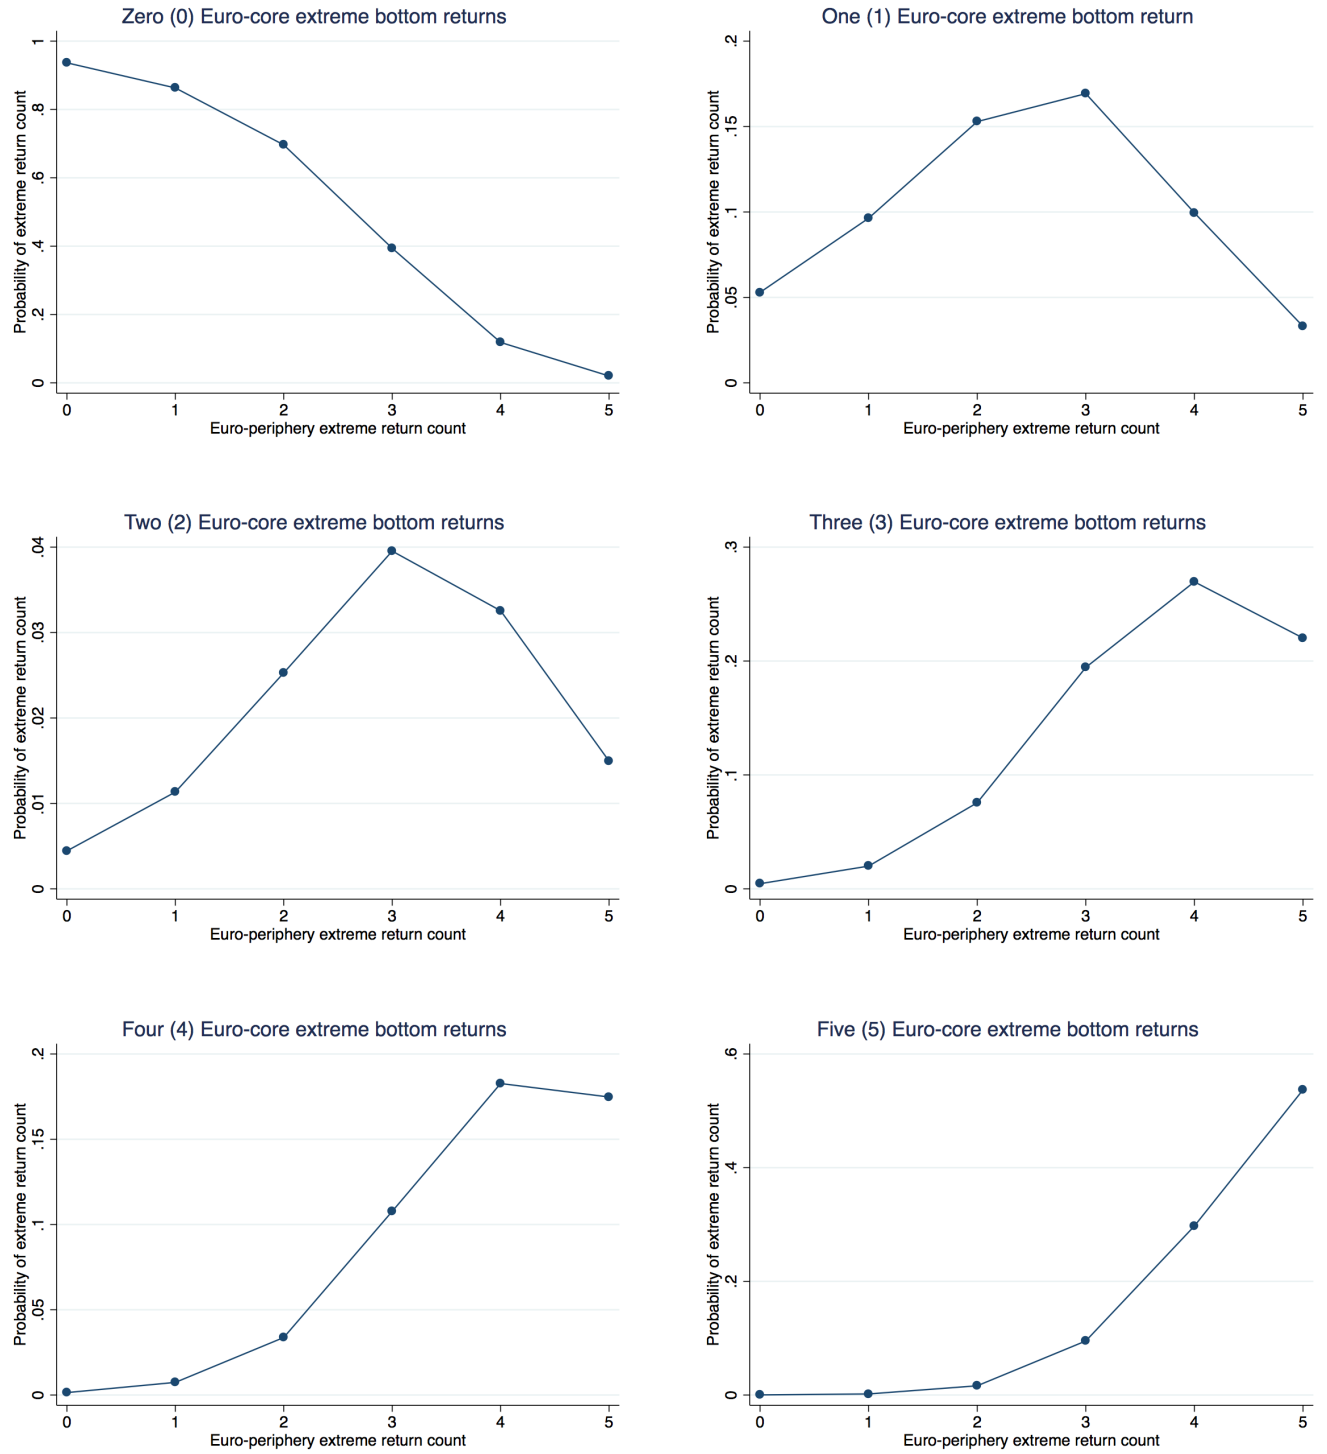 Zero (0) Euro-core extreme bottom returns
Probability of extreme return count
1
.8
.6
.4
.2
0
0 1 2 3 4 5
Euro-periphery extreme return count
One (1) Euro-core extreme bottom return
Probability of extreme return count
.2
.15
.1
.05
0
0 1 2 3 4 5
Euro-periphery extreme return count
Two (2) Euro-core extreme bottom returns
Probability of extreme return count
.04
.03
.02
.01
0
0 1 2 3 4 5
Euro-periphery extreme return count
Three (3) Euro-core extreme bottom returns
Probability of extreme return count
.3
.2
.1
0
0 1 2 3 4 5
Euro-periphery extreme return count
Four (4) Euro-core extreme bottom returns
Probability of extreme return count
.2
.15
.1
.05
0
0 1 2 3 4 5
Euro-periphery extreme return count
Five (5) Euro-core extreme bottom returns
Probability of extreme return count
.6
.4
.2
0
0 1 2 3 4 5
Euro-periphery extreme return count